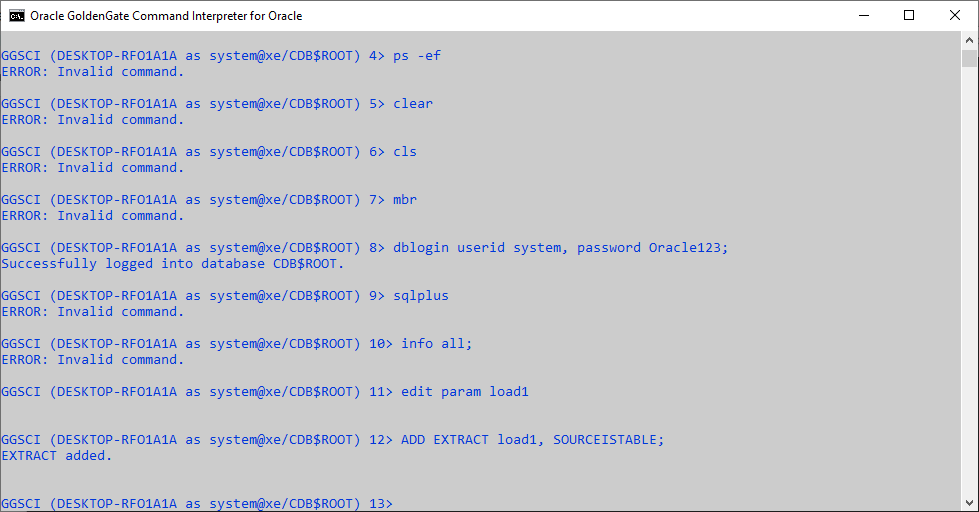 Oracle GoldenGate Command Interpreter for Oracle
GGSCI (DESKTOP-RFO1A1A as system@xe/CDB$ROOT) 4> ps -ef
ERROR: Invalid command.
GGSCI (DESKTOP-RFO1A1A as system@xe/CDB$ROOT) 5> clear
ERROR: Invalid command.
GGSCI (DESKTOP-RFO1A1A as system@xe/CDB$ROOT) 6> cls
ERROR: Invalid command.
GGSCI (DESKTOP-RFO1A1A as system@xe/CDB$ROOT) 7> mbr
ERROR: Invalid command.
GGSCI (DESKTOP-RFO1A1A as system@xe/CDB$ROOT) 8> dblogin userid system, password Oracle123;
Successfully logged into database CDB$ROOT.
GGSCI (DESKTOP-RFO1A1A as system@xe/CDB$ROOT) 9> sqlplus
ERROR: Invalid command.
GGSCI (DESKTOP-RFO1A1A as system@xe/CDB$ROOT) 10> info all;
ERROR: Invalid command.
GGSCI (DESKTOP-RFO1A1A as system@xe/CDB$ROOT) 11> edit param load1
GGSCI (DESKTOP-RFO1A1A as system@xe/CDB$ROOT) 12> ADD EXTRACT load1, SOURCEISTABLE;
EXTRACT added.
GGSCI (DESKTOP-RFO1A1A as system@xe/CDB$ROOT) 13>